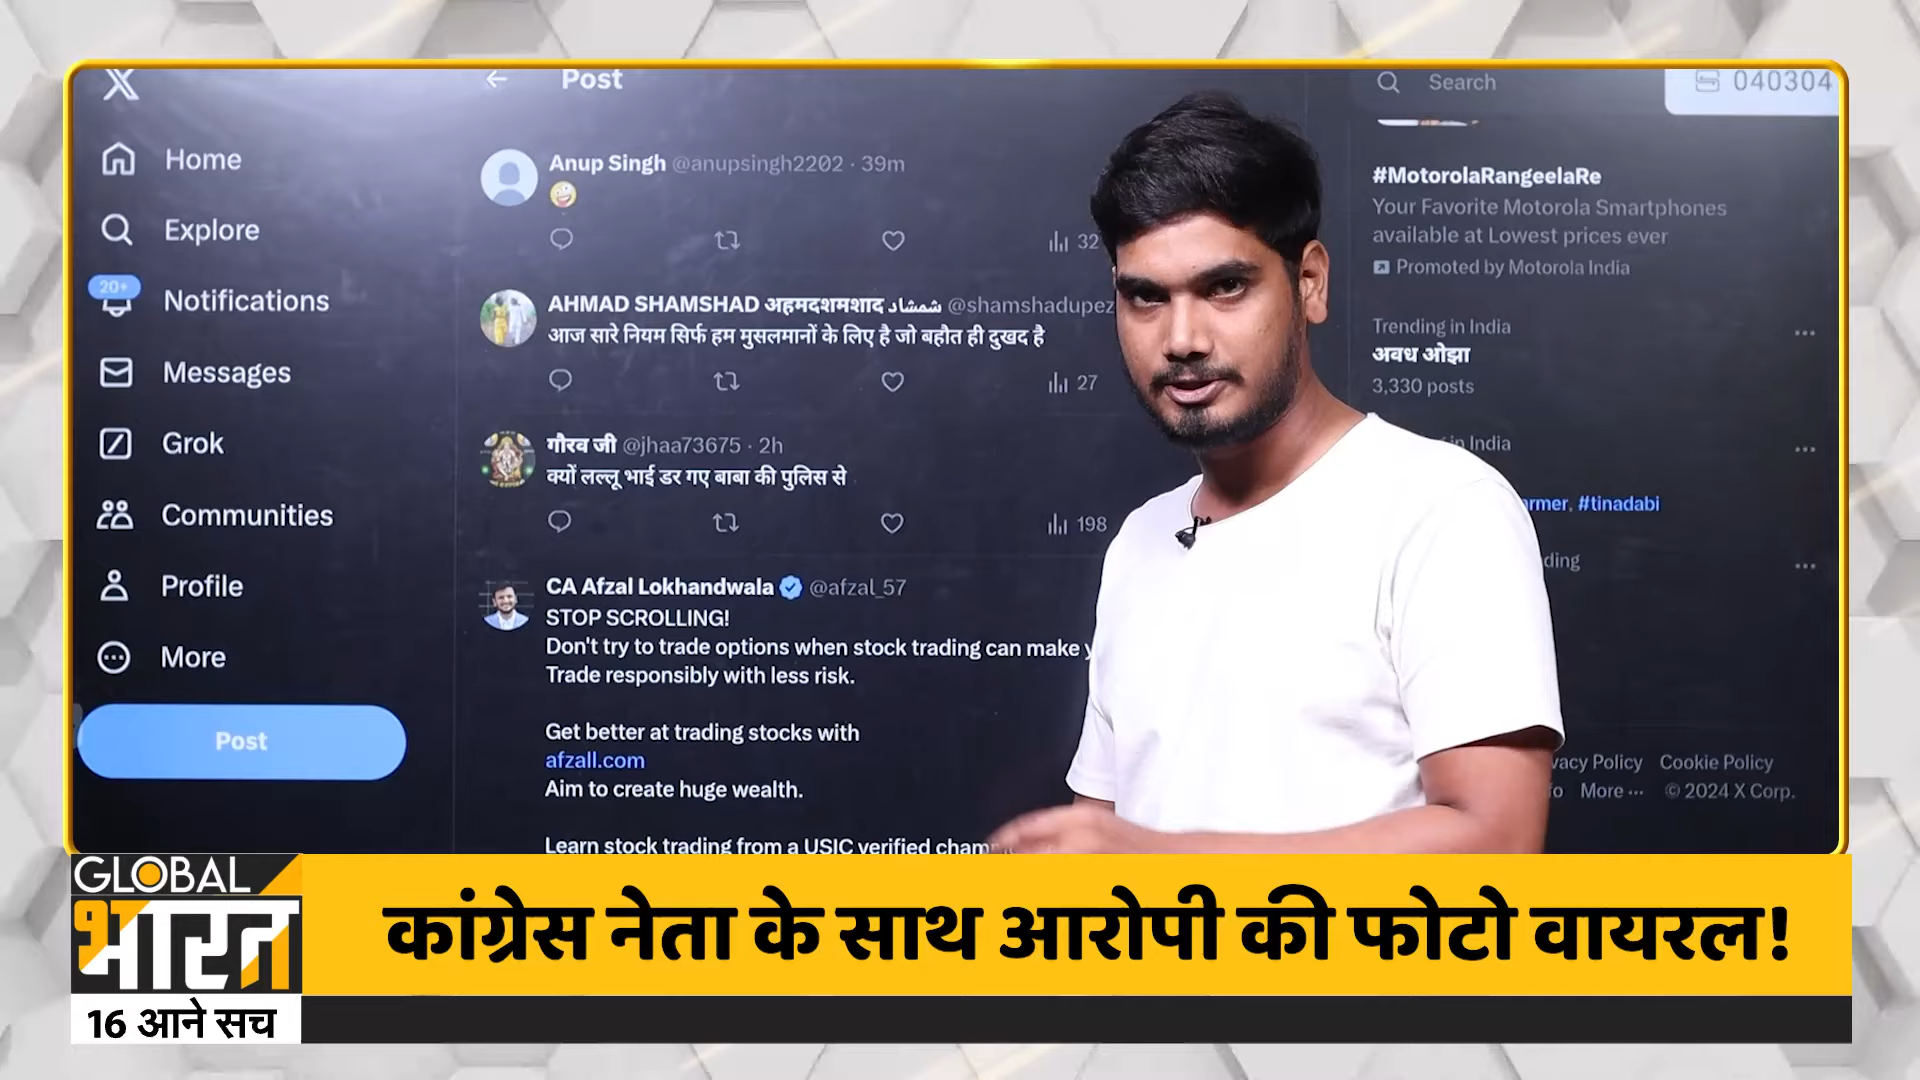 X
Home
Explore
20+
Notifications
Messages
Grok
Communities
Profile
More
Post
Post
Anup Singh @anupsingh2202 · 39m
32
AHMAD SHAMSHAD अहमदशमशाद شمشاد @shamshadupez
आज सारे नियम सिर्फ हम मुसलमानों के लिए है जो बहौत ही दुखद है
27
गौरव जी @jhaa73675 · 2h
क्यों लल्लू भाई डर गए बाबा की पुलिस से
198
CA Afzal Lokhandwala @afzal_57
STOP SCROLLING!
Don't try to trade options when stock trading can make
Trade responsibly with less risk.
Get better at trading stocks with
afzall.com
Aim to create huge wealth.
Learn stock trading from a USIC verified
Search
040304
#MotorolaRangeelaRe
Your Favorite Motorola Smartphones
available at Lowest prices ever
Promoted by Motorola India
Trending in India
अवध ओझा
3,330 posts
in India
#tinadabi
Policy Cookie Policy
More ··· © 2024 X Corp.
GLOBAL
भारत
16 आने सच
कांग्रेस नेता के साथ आरोपी की फोटो वायरल!